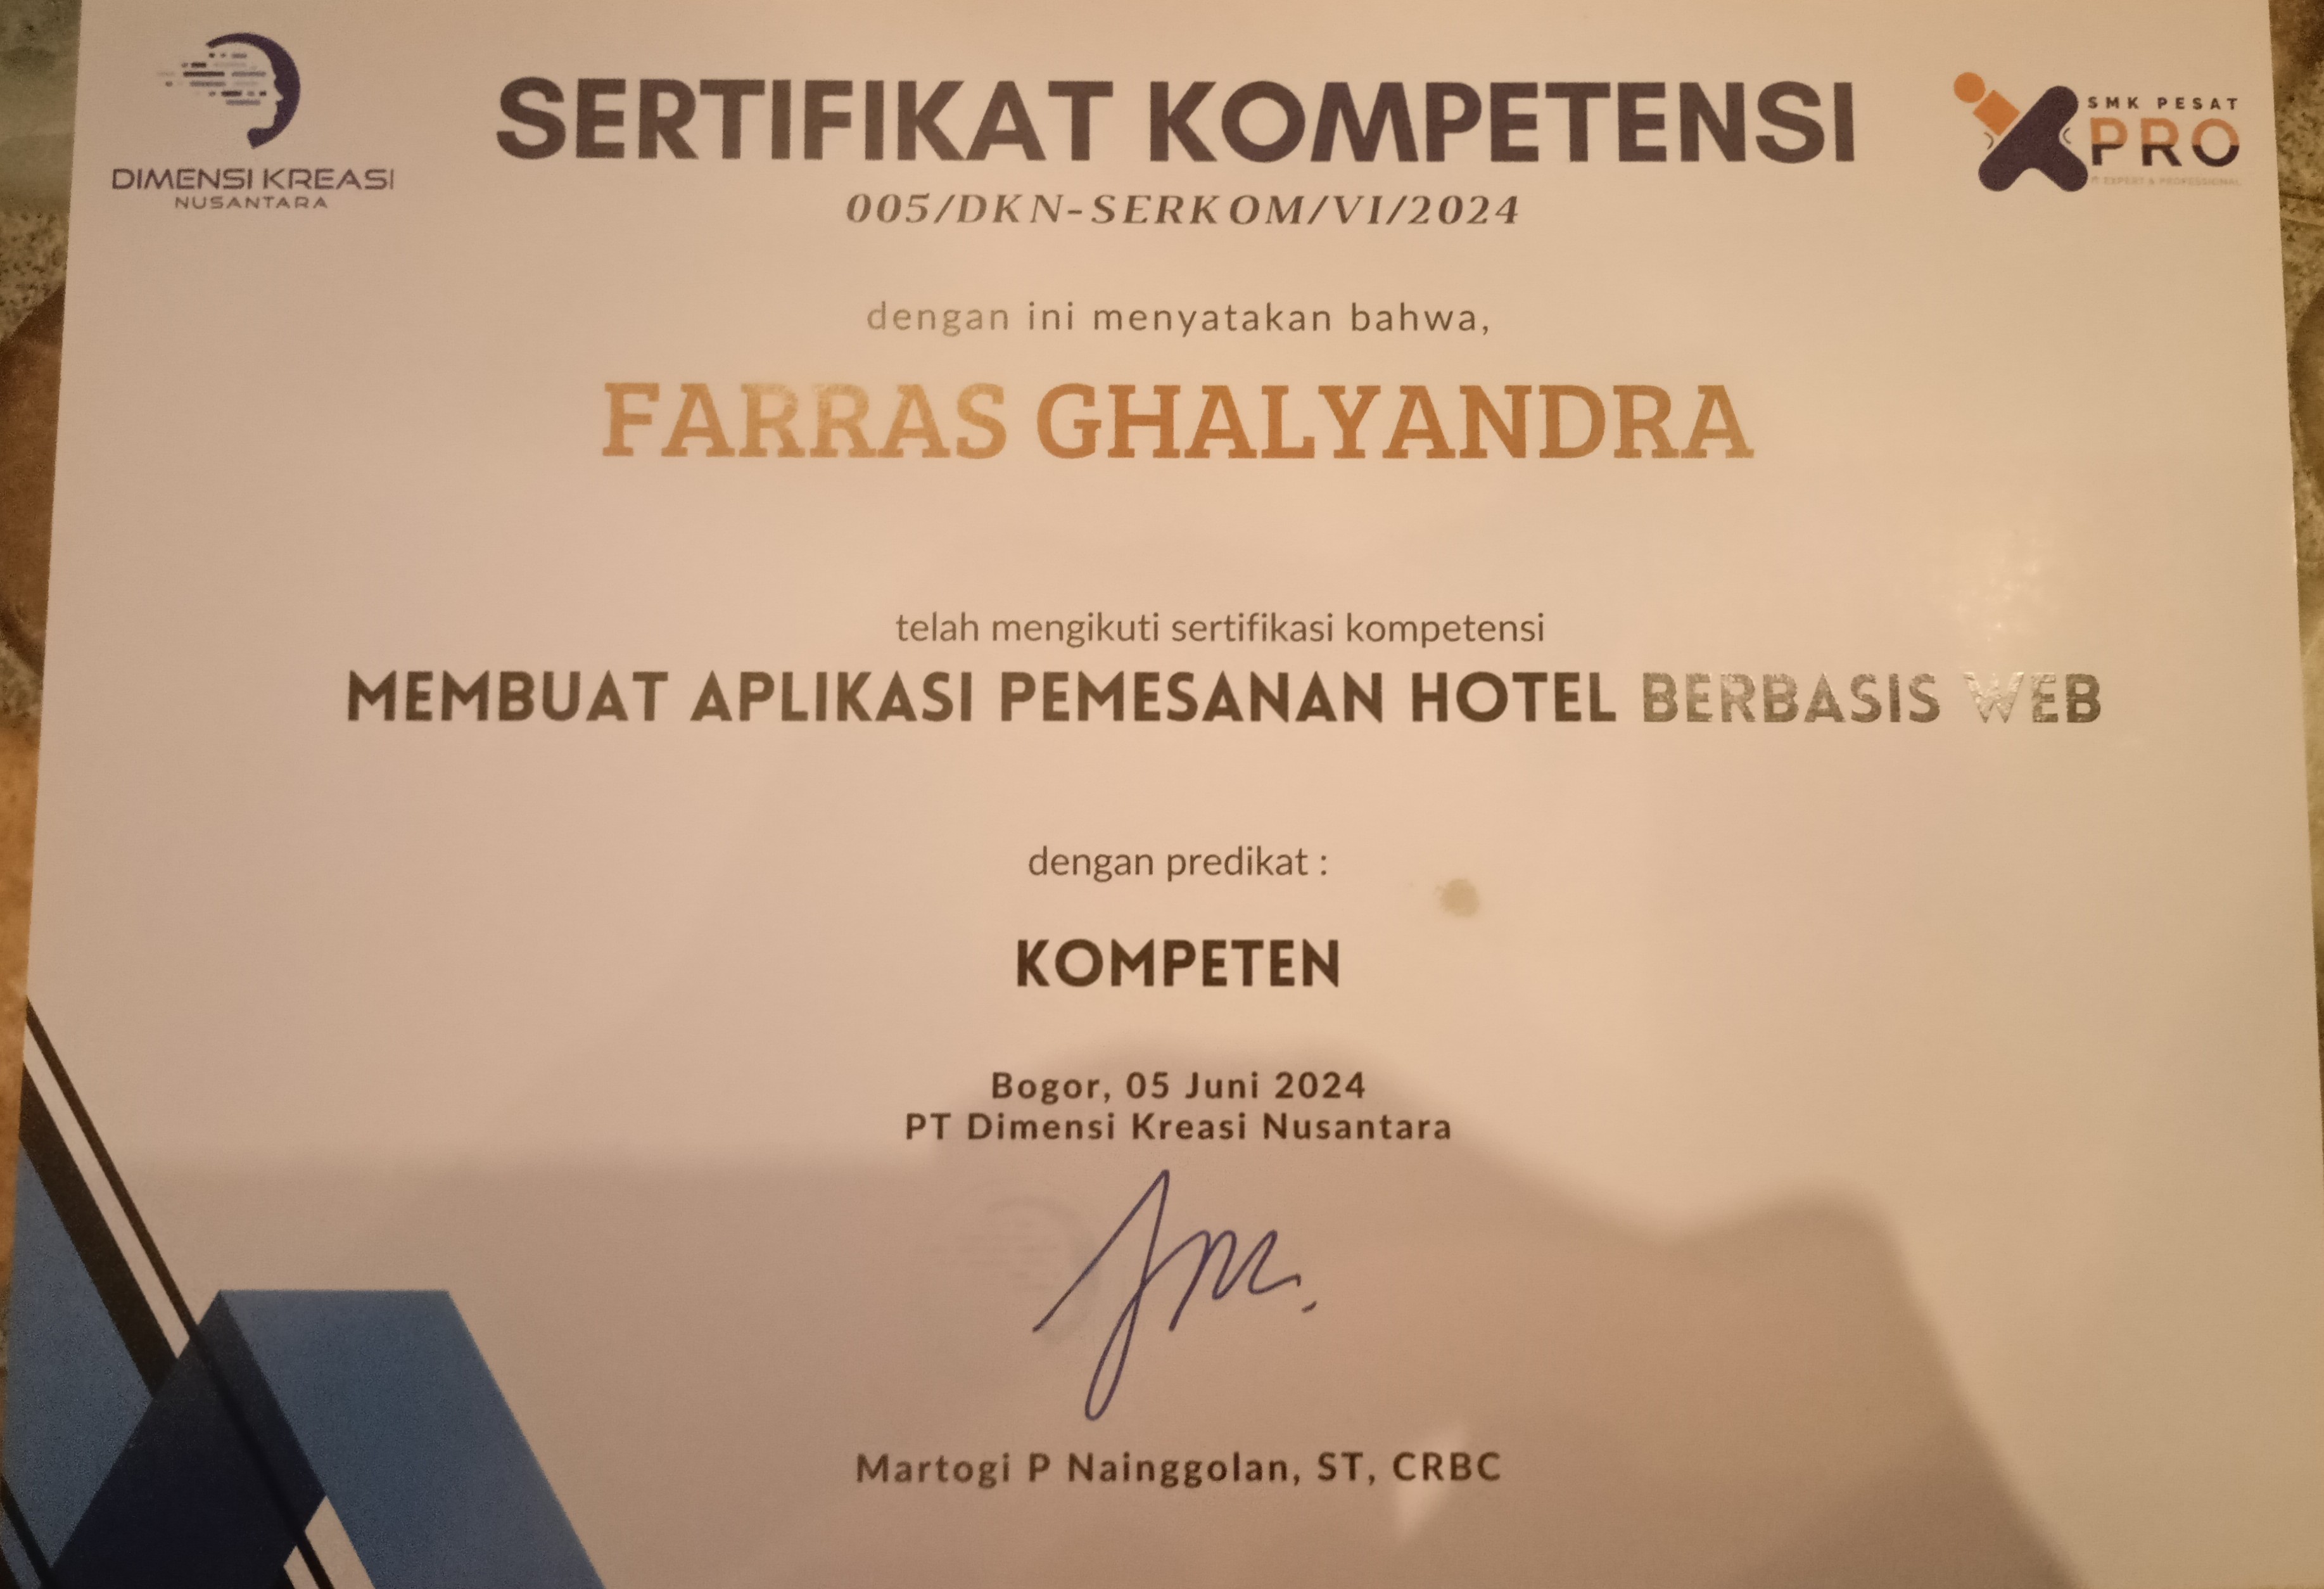 DIMENSI KREASI
NUSANTARA
SERTIFIKAT KOMPETENSI
005/DKN-SERKOM/VI/2024
SMK PESAT
XPRO
IT EXPERT & PROFESSIONAL
dengan ini menyatakan bahwa,
FARRAS GHALYANDRA
telah mengikuti sertifikasi kompetensi
MEMBUAT APLIKASI PEMESANAN HOTEL BERBASIS WEB
dengan predikat :
KOMPETEN
Bogor, 05 Juni 2024
PT Dimensi Kreasi Nusantara
Martogi P Nainggolan, ST, CRBC